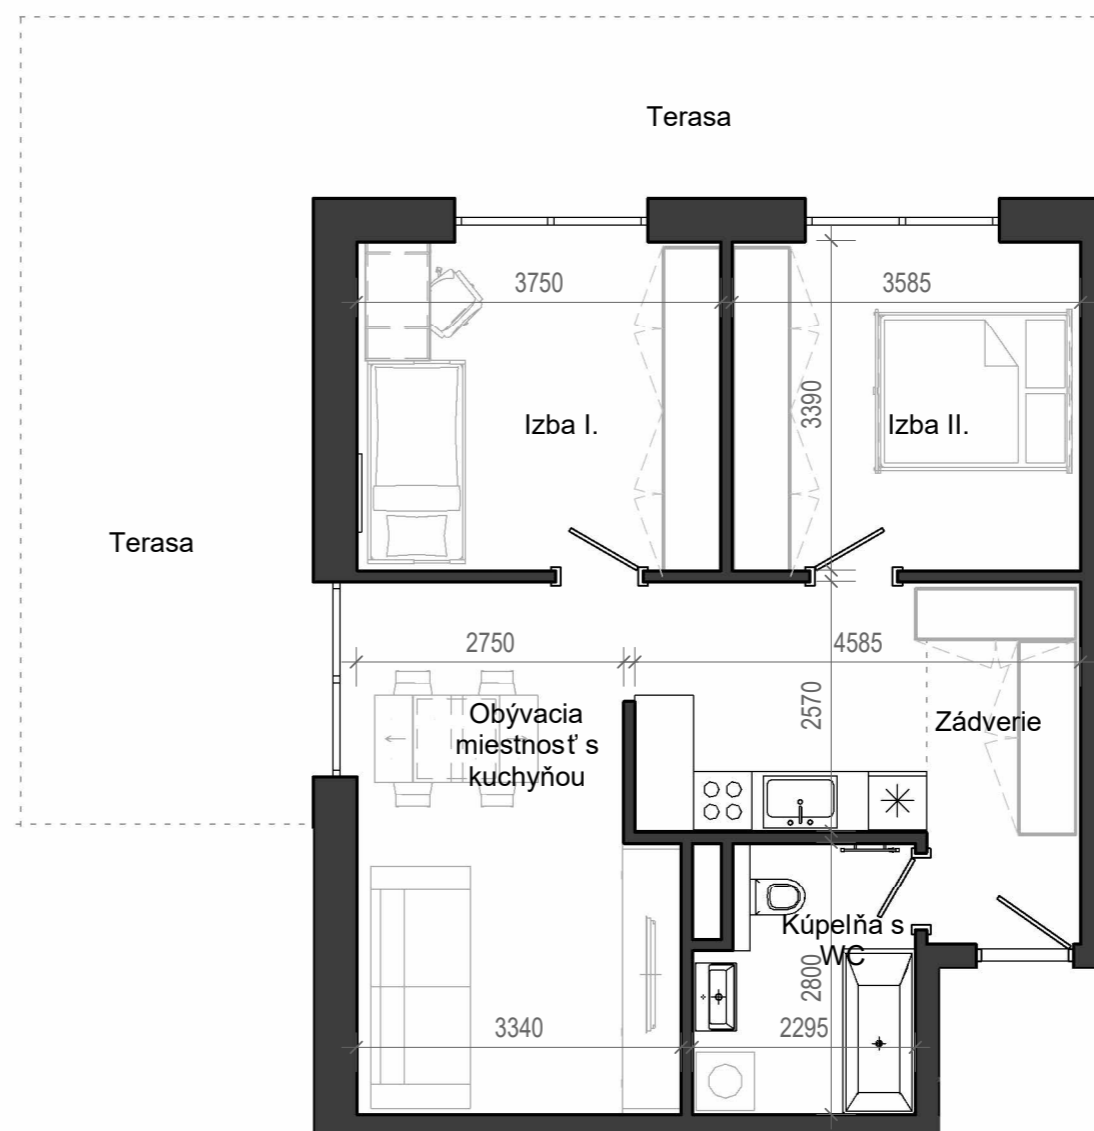 Terasa
3750
3585
3390
Izba I.
Izba II.
Terasa
2750
4585
2570
Obývacia
miestnosť s
kuchyňou
Zádverie
Kúpelňa s
WC
2800
3340
2295